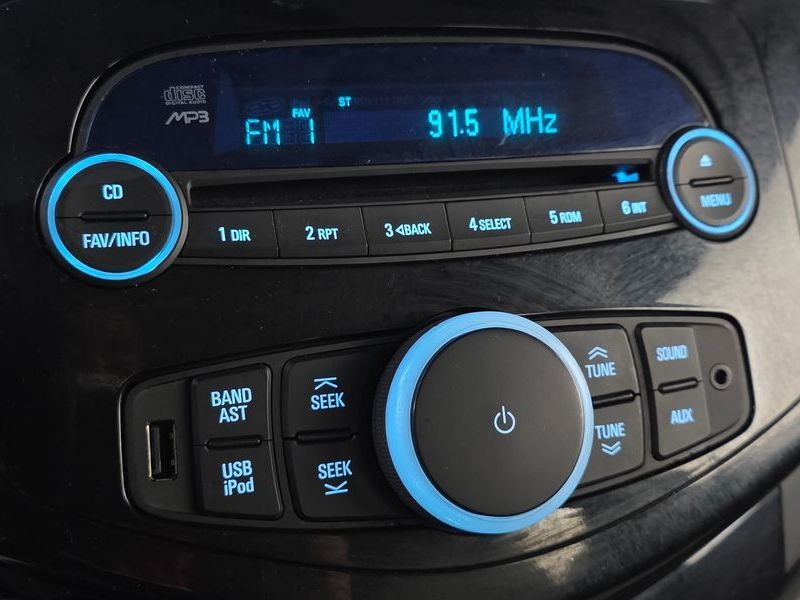 COMPACT
disc
DIGITAL AUDIO
MP3
FAV
ST
FM 1 91.5 MHz
CD
FAV/INFO
1 DIR
2 RPT
3 ◁BACK
4 SELECT
5 RDM
6 INT
MENU
BAND
AST
USB
iPod
SEEK
SEEK
TUNE
TUNE
SOUND
AUX